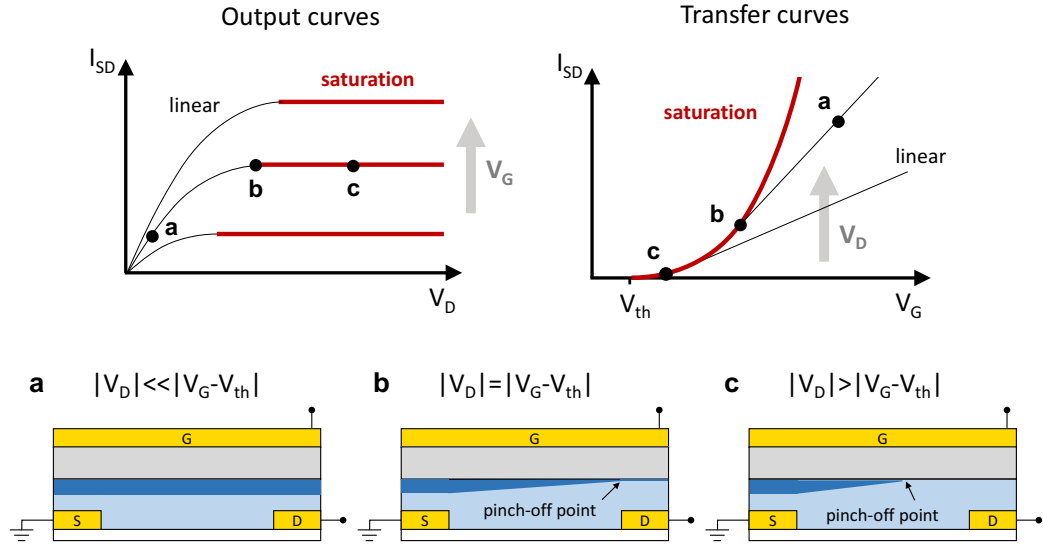 Output curves
Transfer curves
I_SD
saturation
linear
b
c
a
V_G
V_D
I_SD
saturation
a
linear
b
V_D
c
V_th
V_G
a |V_D|<<|V_G-V_th|
b |V_D|=|V_G-V_th|
c |V_D|>|V_G-V_th|
G
G
G
pinch-off point
pinch-off point
S
D
S
D
S
D